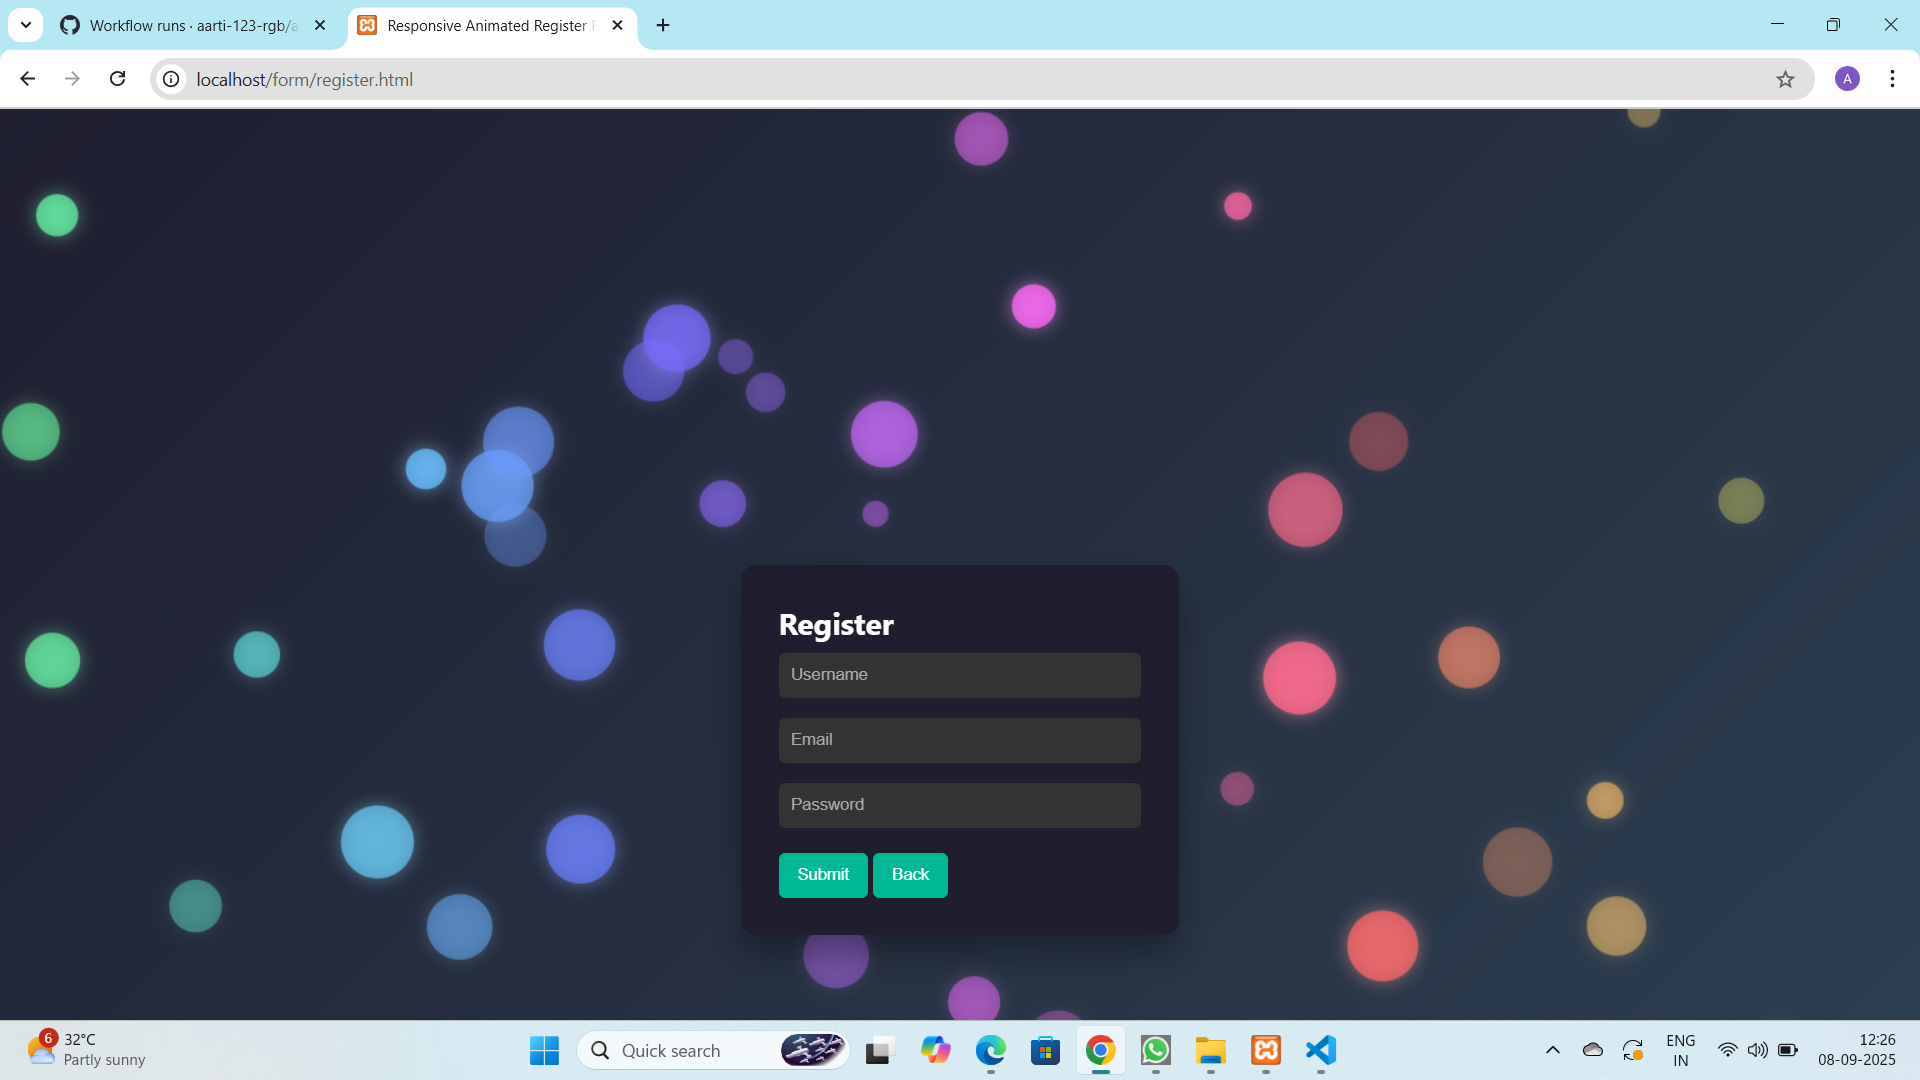 Workflow runs · aarti-123-rgb/a
Responsive Animated Register F
localhost/form/register.html
A
Register
Username
Email
Password
Submit
Back
6
32°C
Partly sunny
Quick search
ENG
IN
12:26
08-09-2025